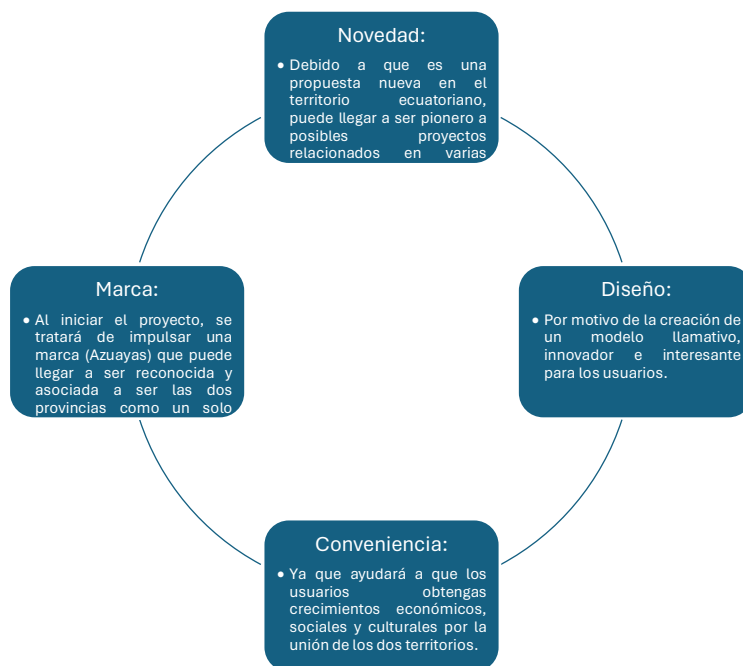 Novedad:
• Debido a que es una
propuesta nueva en el
territorio ecuatoriano,
puede llegar a ser pionero a
posibles proyectos
relacionados en varias
Marca:
• Al iniciar el proyecto, se
tratará de impulsar una
marca (Azuayas) que puede
llegar a ser reconocida y
asociada a ser las dos
provincias como un solo
Diseño:
• Por motivo de la creación de
un modelo llamativo,
innovador e interesante
para los usuarios.
Conveniencia:
• Ya que ayudará a que los
usuarios obtengas
crecimientos económicos,
sociales y culturales por la
unión de los dos territorios.